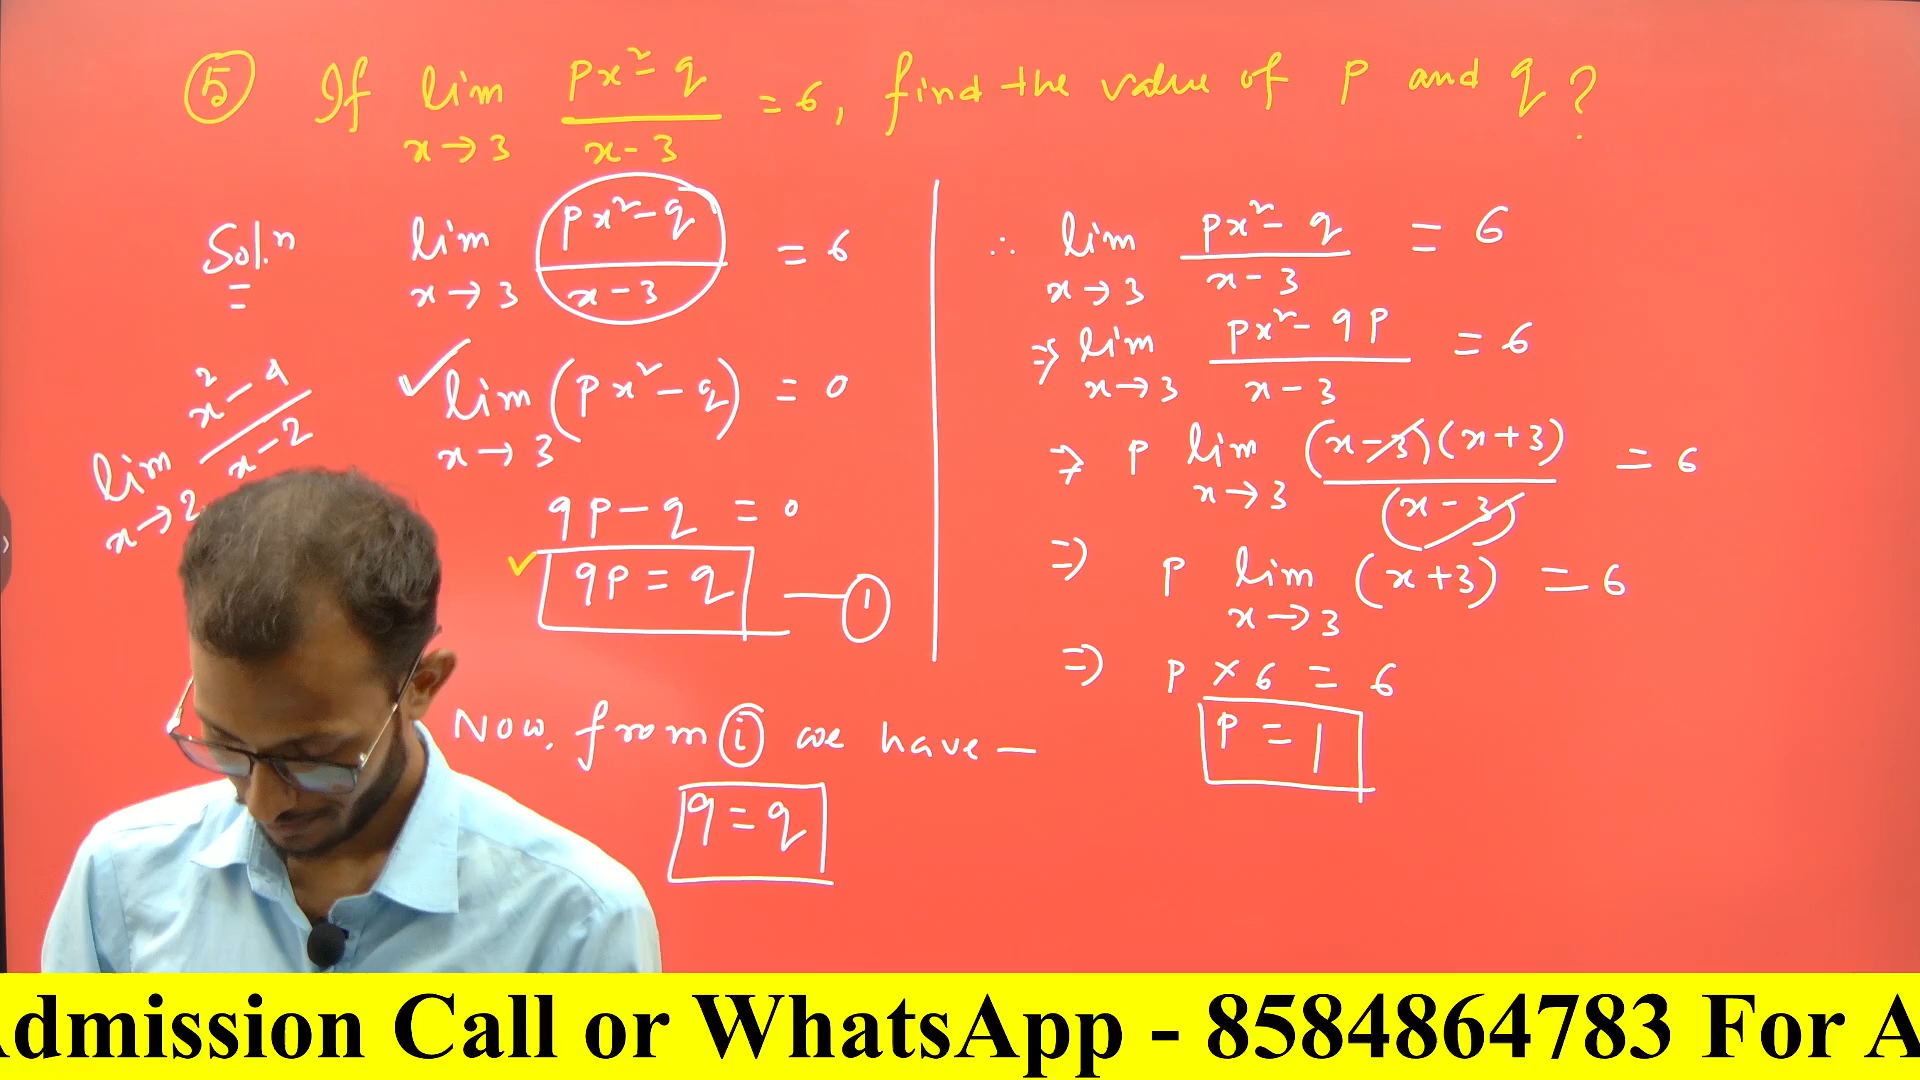 ⑤ If lim x→3 (px²-q)/(x-3) = 6, find the value of p and q?
Sol.n lim x→3 (px²-q)/(x-3) = 6
lim x→2 (x²-4)/(x-2)
✓ lim x→3 (px²-q) = 0
9p-q = 0
✓ 9p = q — ①
∴ lim x→3 (px²-q)/(x-3) = 6
⇒ lim x→3 (px²-9p)/(x-3) = 6
⇒ p lim x→3 (x-3)(x+3)/(x-3) = 6
⇒ p lim x→3 (x+3) = 6
⇒ p × 6 = 6
p = 1
Now, from ⓘ we have —
9 = q
dmission Call or WhatsApp - 8584864783 For A